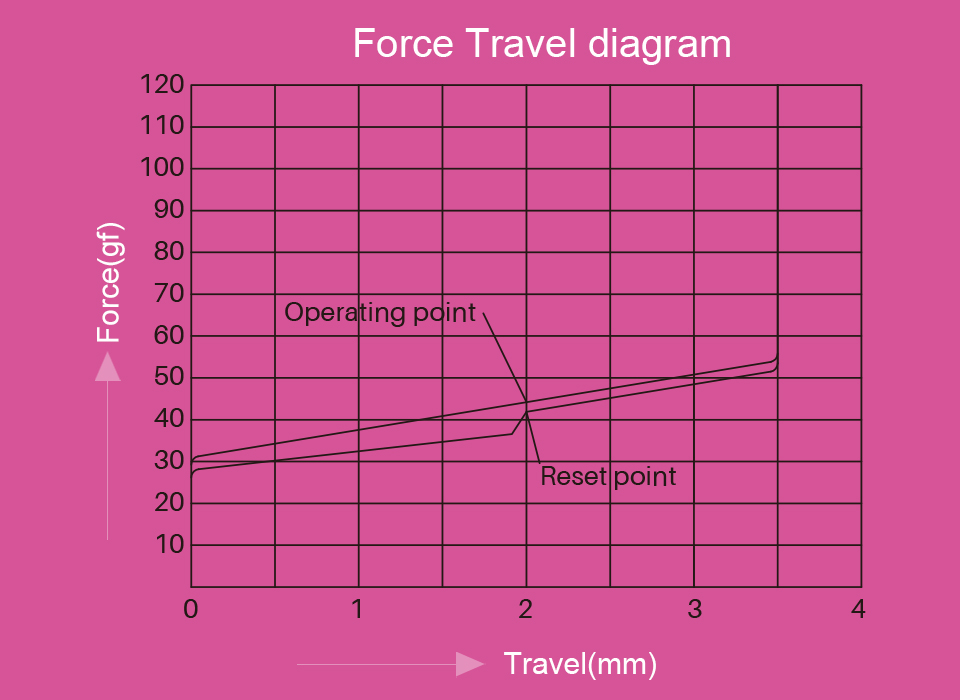 Force Travel diagram
120
110
100
90
80
70
60
50
40
30
20
10
Force(gf)
Operating point
Reset point
0 1 2 3 4
Travel(mm)